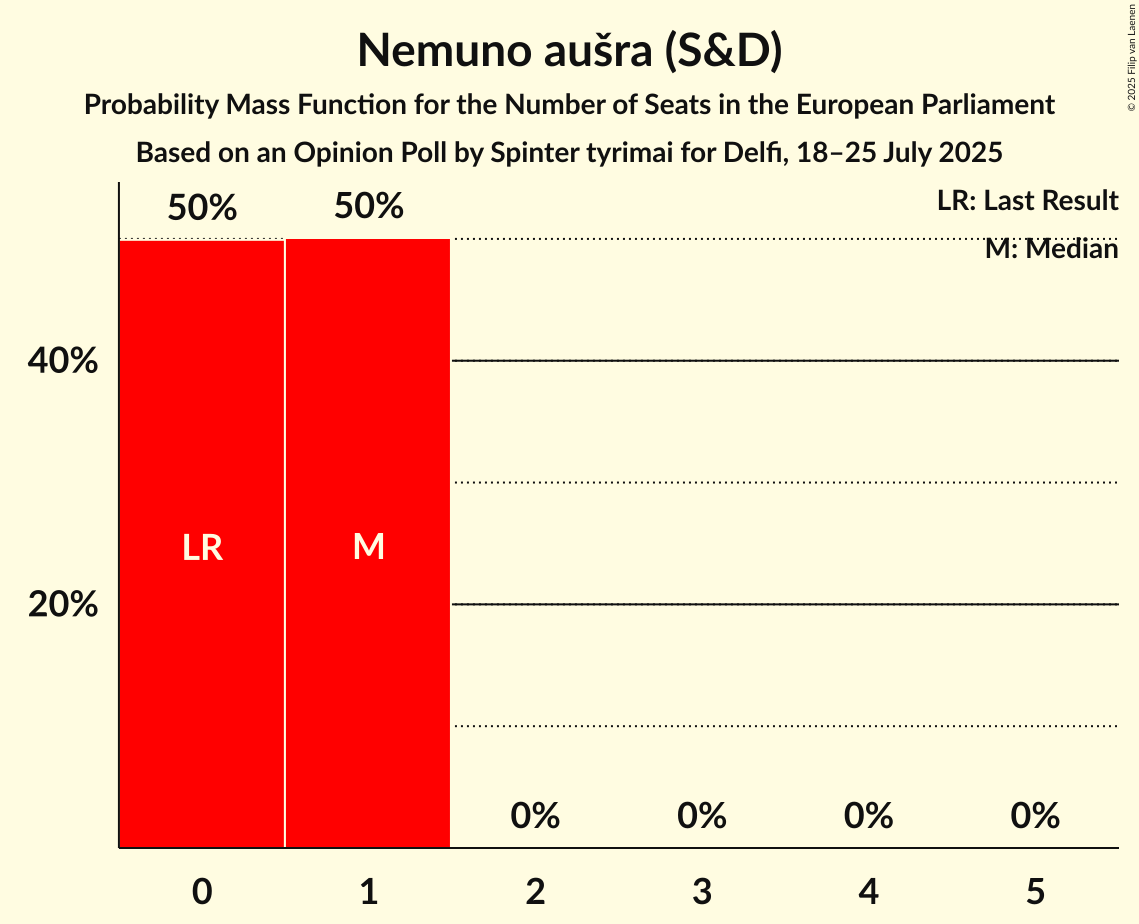 Nemuno aušra (S&D)
Probability Mass Function for the Number of Seats in the European Parliament
Based on an Opinion Poll by Spinter tyrimai for Delfi, 18–25 July 2025
© 2025 Filip van Laenen
50%
50%
LR: Last Result
M: Median
40%
LR
M
20%
0%
0%
0%
0%
0
1
2
3
4
5